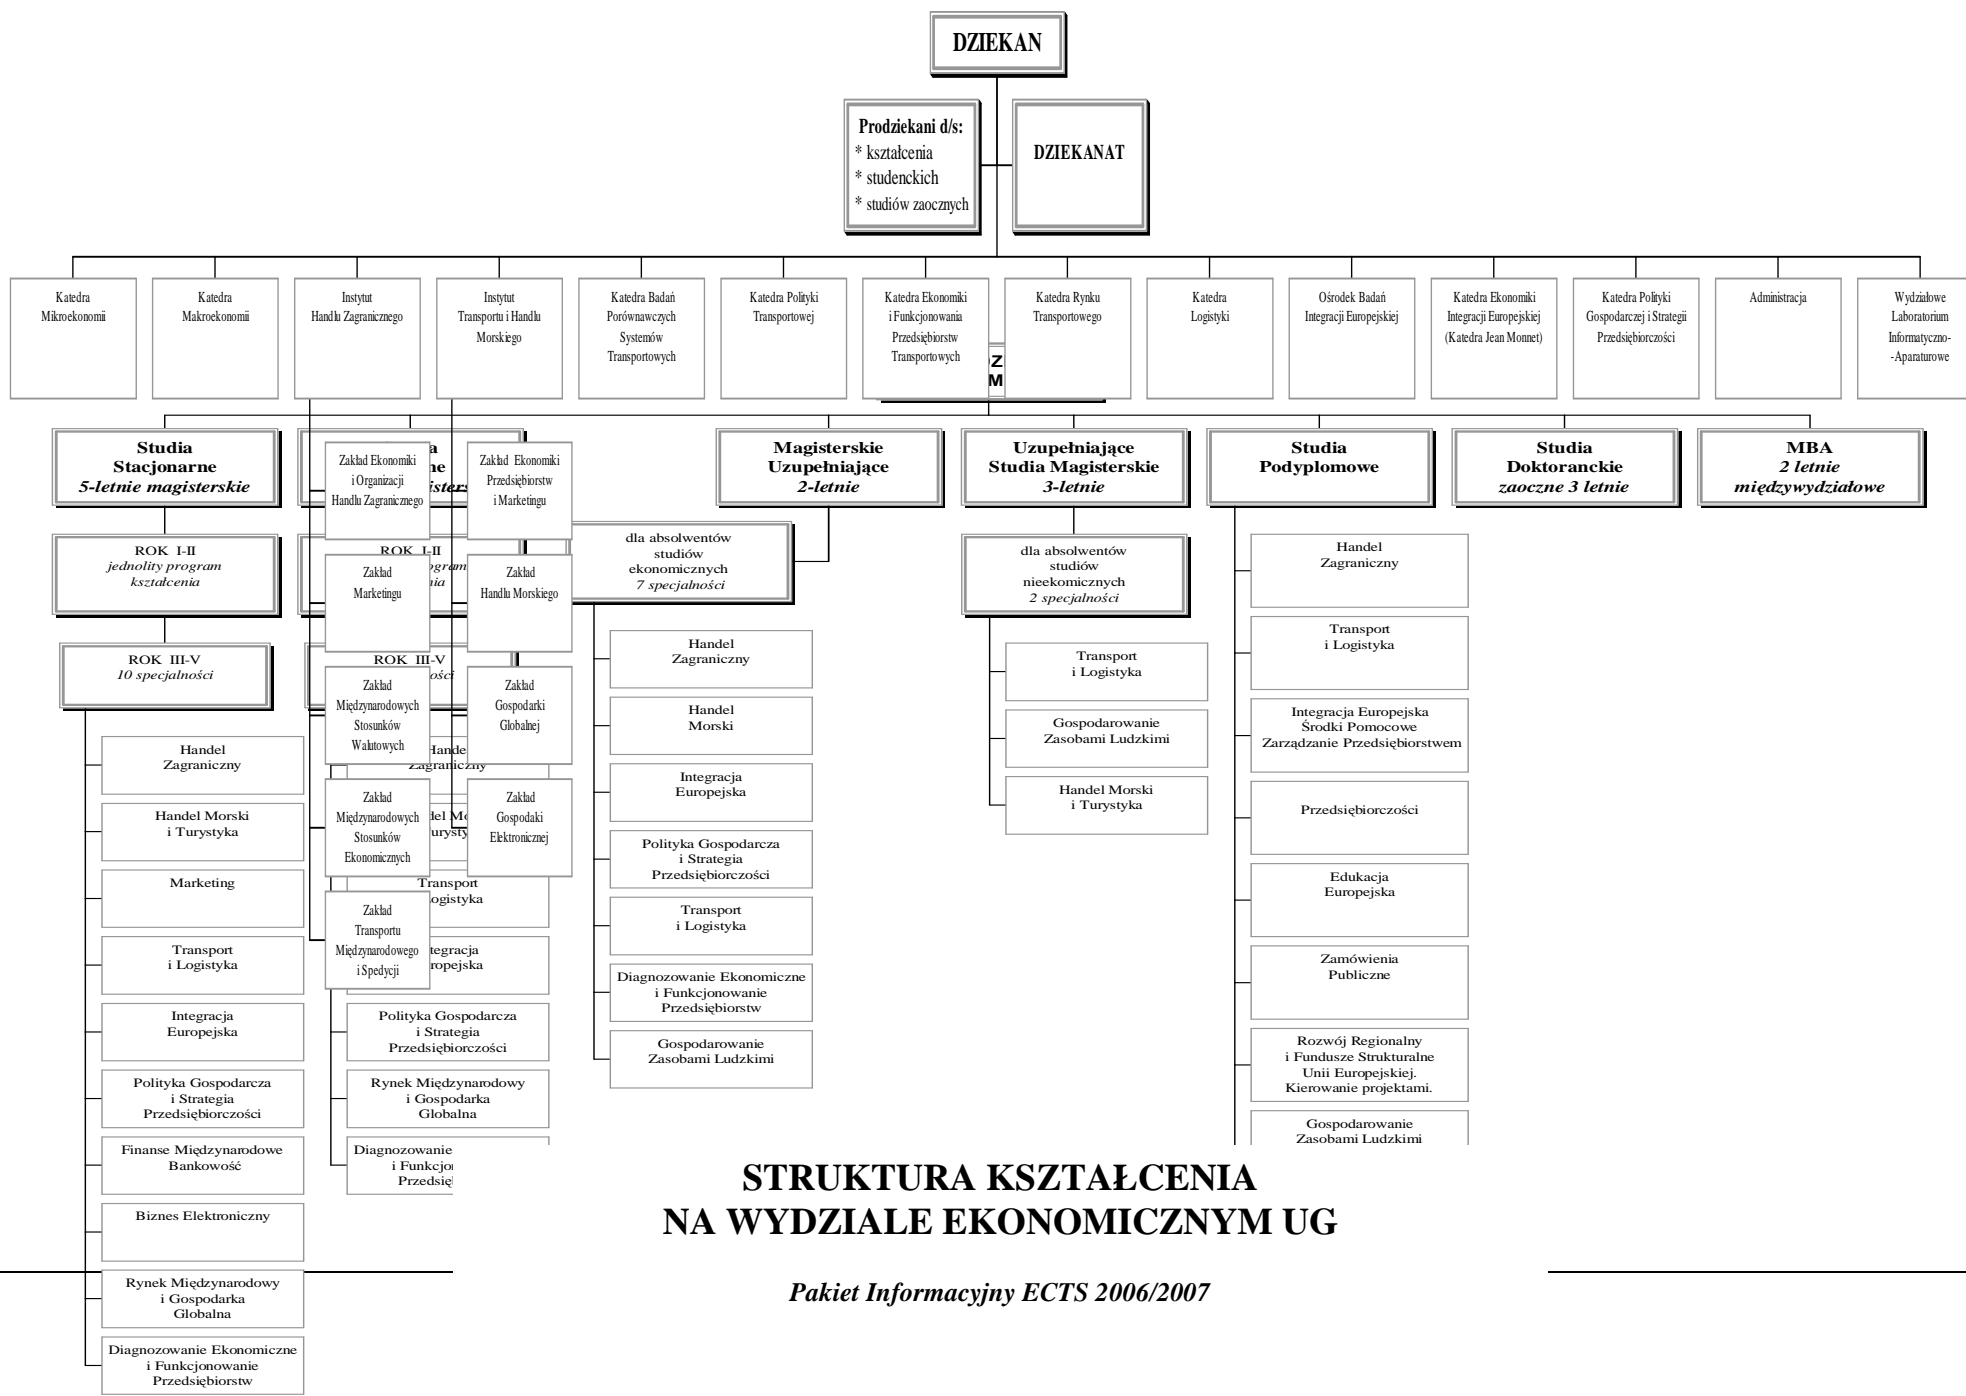 DZIEKAN
Prodziekani d/s:
* kształcenia
* studenckich
* studiów zaocznych
DZIEKANAT
Katedra
Mikroekonomii
Katedra
Makroekonomii
Instytut
Handlu Zagranicznego
Instytut
Transportu i Handlu
Morskiego
Katedra Badań
Porównawczych
Systemów
Transportowych
Katedra Polityki
Transportowej
Katedra Ekonomiki
i Funkcjonowania
Przedsiębiorstw
Transportowych
Katedra Rynku
Transportowego
Katedra
Logistyki
Ośrodek Badań
Integracji Europejskiej
Katedra Ekonomiki
Integracji Europejskiej
(Katedra Jean Monnet)
Katedra Polityki
Gospodarczej i Strategii
Przedsiębiorczości
Administracja
Wydziałowe
Laboratorium
Informatyczno-
-Aparaturowe
Studia
Stacjonarne
5-letnie magisterskie
Magisterskie
Uzupełniające
2-letnie
Uzupełniające
Studia Magisterskie
3-letnie
Studia
Podyplomowe
Studia
Doktoranckie
zaoczne 3 letnie
MBA
2 letnie
międzywydziałowe
ROK I-II
jednolity program
kształcenia
ROK III-V
10 specjalności
Handel
Zagraniczny
Handel Morski
i Turystyka
Marketing
Transport
i Logistyka
Integracja
Europejska
Polityka Gospodarcza
i Strategia
Przedsiębiorczości
Finanse Międzynarodowe
Bankowość
Biznes Elektroniczny
Rynek Międzynarodowy
i Gospodarka
Globalna
Diagnozowanie Ekonomiczne
i Funkcjonowanie
Przedsiębiorstw
ROK I-II
ROK III-V
Zagraniczny
Transport
Polityka Gospodarcza
i Strategia
Przedsiębiorczości
Rynek Międzynarodowy
i Gospodarka
Globalna
Diagnozowanie
Zakład Ekonomiki
i Organizacji
Handlu Zagranicznego
Zakład
Marketingu
Zakład
Międzynarodowych
Stosunków
Walutowych
Zakład
Międzynarodowych
Stosunków
Ekonomicznych
Zakład
Transportu
Międzynarodowego
i Spedycji
Zakład Ekonomiki
Przedsiębiorstw
i Marketingu
Zakład
Handlu Morskiego
Zakład
Gospodarki
Globalnej
Zakład
Gospodaki
Elektronicznej
dla absolwentów
studiów
ekonomicznych
7 specjalności
Handel
Zagraniczny
Handel
Morski
Integracja
Europejska
Polityka Gospodarcza
i Strategia
Przedsiębiorczości
Transport
i Logistyka
Diagnozowanie Ekonomiczne
i Funkcjonowanie
Przedsiębiorstw
Gospodarowanie
Zasobami Ludzkimi
dla absolwentów
studiów
nieekomicznych
2 specjalności
Transport
i Logistyka
Gospodarowanie
Zasobami Ludzkimi
Handel Morski
i Turystyka
Handel
Zagraniczny
Transport
i Logistyka
Integracja Europejska
Środki Pomocowe
Zarządzanie Przedsiębiorstwem
Przedsiębiorczości
Edukacja
Europejska
Zamówienia
Publiczne
Rozwój Regionalny
i Fundusze Strukturalne
Unii Europejskiej.
Kierowanie projektami.
Gospodarowanie
Zasobami Ludzkimi
STRUKTURA KSZTAŁCENIA
NA WYDZIALE EKONOMICZNYM UG
Pakiet Informacyjny ECTS 2006/2007